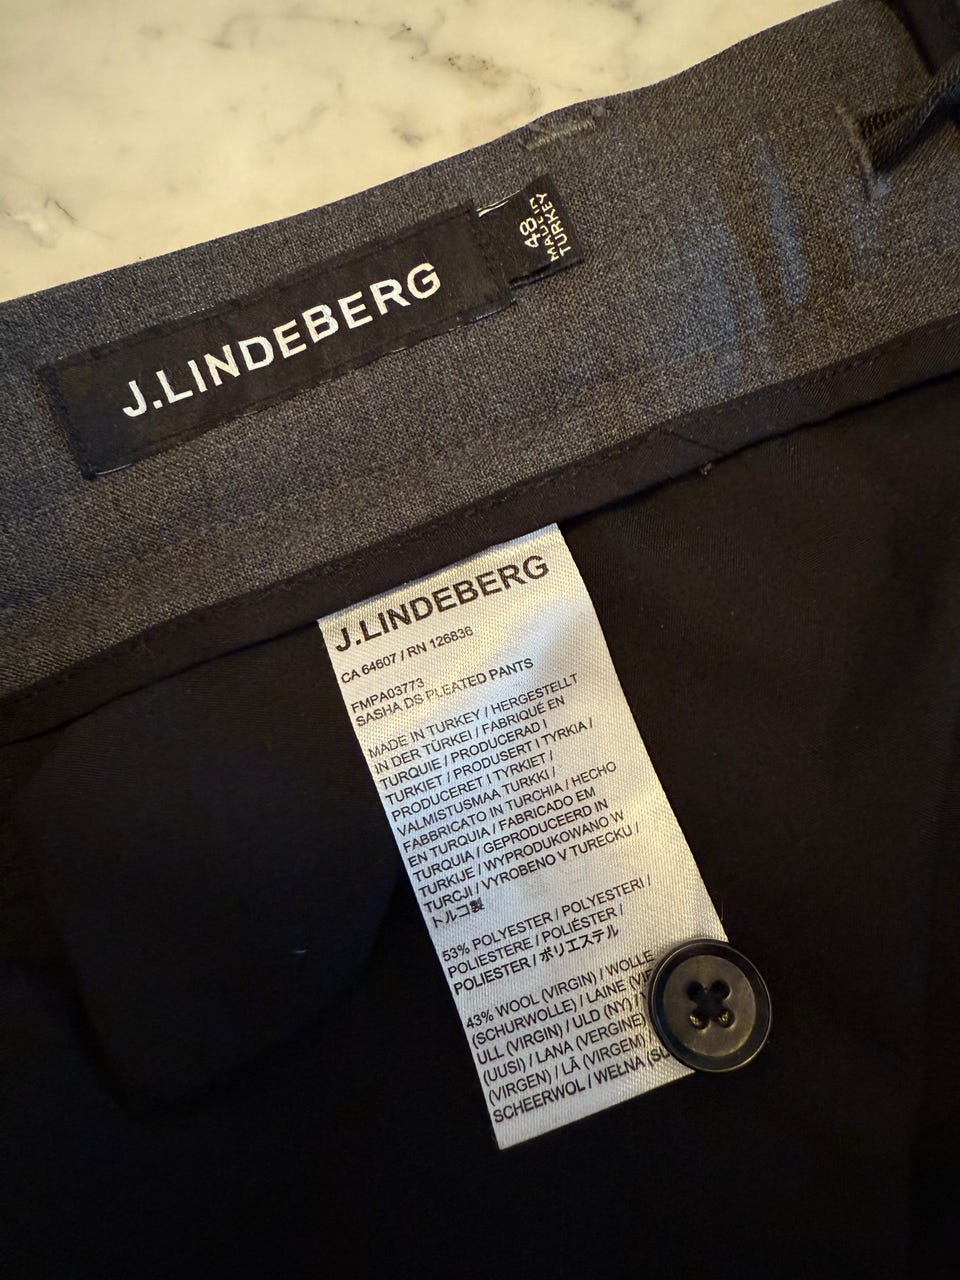 J.LINDEBERG
48
MADE IN
TURKEY
J.LINDEBERG
CA 64607 / RN 126836
FMPA03773
SASHA DS PLEATED PANTS
MADE IN TURKEY / HERGESTELLT
IN DER TÜRKEI / FABRIQUÉ EN
TURQUIE / PRODUCERAD I
TURKIET / PRODUSERT I TYRKIA /
PRODUCERET I TYRKIET /
VALMISTUSMAA TURKKI /
FABBRICATO IN TURCHIA / HECHO
EN TURQUIA / FABRICADO EM
TURQUIA / GEPRODUCEERD IN
TURKIJE / WYPRODUKOWANO W
TURCJI / VYROBENO V TURECKU /
トルコ製
53% POLYESTER / POLYESTERI /
POLIESTERE / POLIÉSTER /
POLIESTER / ポリエステル
43% WOOL (VIRGIN) / WOLLE
(SCHURWOLLE) / LAINE
ULL (VIRGIN) / ULD (NY) /
(UUSI) / LANA (VERGINE)
(VIRGEN) / LÃ (VIRGEM)
SCHEERWOL / WEŁNA